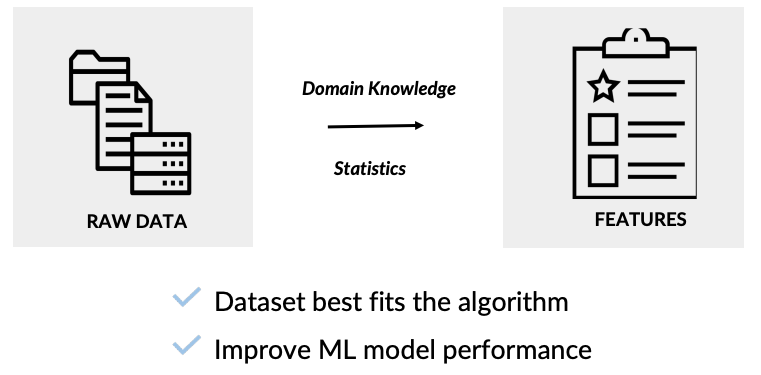 Domain Knowledge
Statistics
RAW DATA
FEATURES
Dataset best fits the algorithm
Improve ML model performance